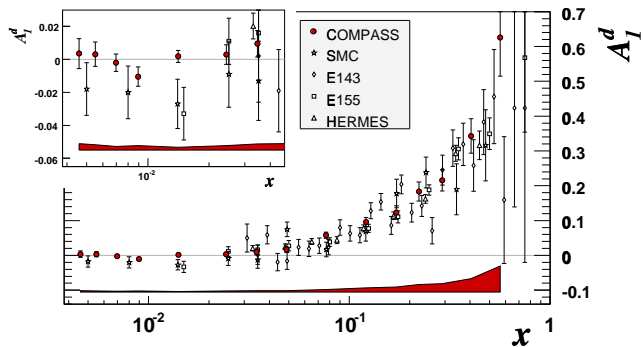 A_1^d
0.02
0
-0.02
-0.04
-0.06
10^-2
x
COMPASS
SMC
E143
E155
HERMES
A_1^d
0.7
0.6
0.5
0.4
0.3
0.2
0.1
0
-0.1
10^-2
10^-1
1
x